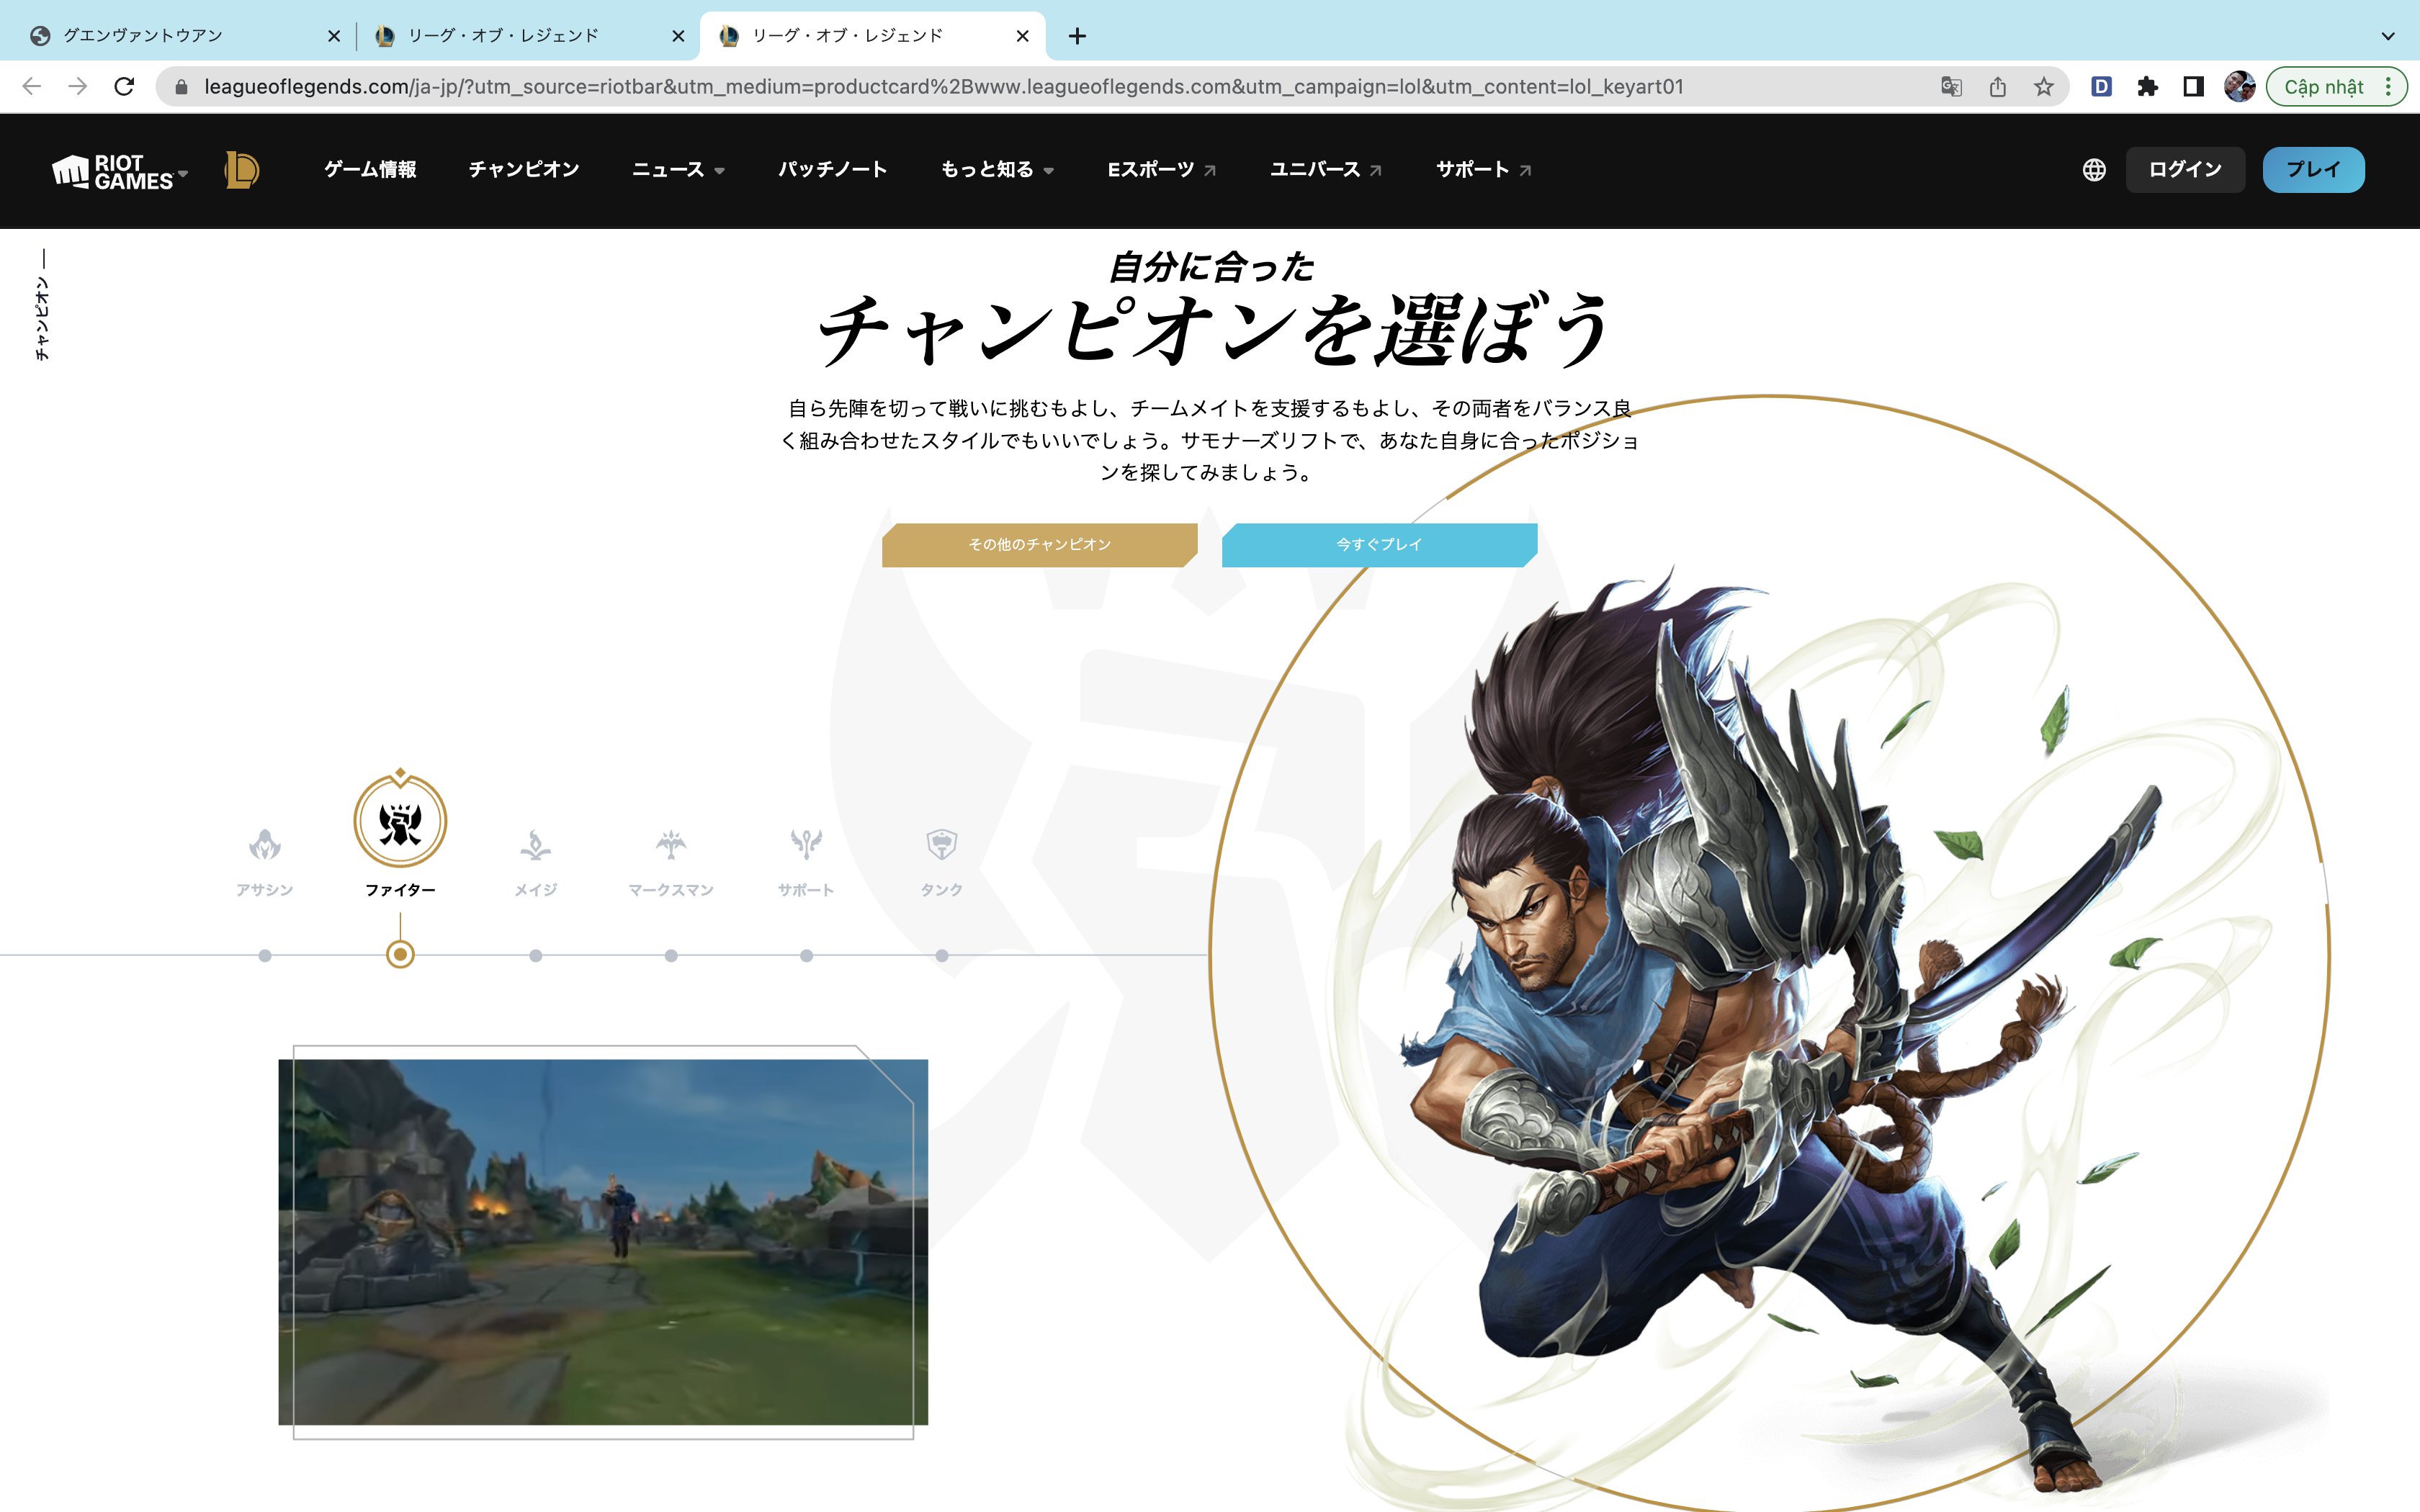 グエンヴァントウアン
リーグ・オブ・レジェンド
リーグ・オブ・レジェンド
leagueoflegends.com/ja-jp/?utm_source=riotbar&utm_medium=productcard%2Bwww.leagueoflegends.com&utm_campaign=lol&utm_content=lol_keyart01
D
Cập nhật
RIOT
GAMES
ゲーム情報
チャンピオン
ニュース
パッチノート
もっと知る
Eスポーツ
ユニバース
サポート
ログイン
プレイ
チャンピオン
自分に合った
チャンピオンを選ぼう
自ら先陣を切って戦いに挑むもよし、チームメイトを支援するもよし、その両者をバランス良
く組み合わせたスタイルでもいいでしょう。サモナーズリフトで、あなた自身に合ったポジショ
ンを探してみましょう。
その他のチャンピオン
今すぐプレイ
アサシン
ファイター
メイジ
マークスマン
サポート
タンク